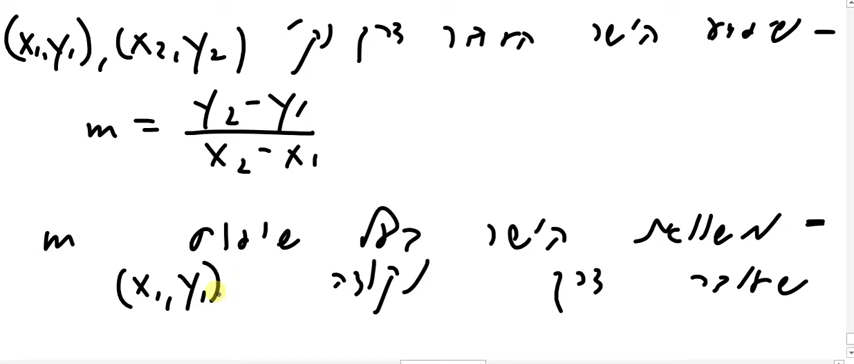 - שיפוע הישר העובר דרך נק' (x₁,y₁),(x₂,y₂)
m = (y₂-y₁)/(x₂-x₁)
- משוואת הישר בעל שיפוע m
שעובר דרך נקודה (x₁,y₁)